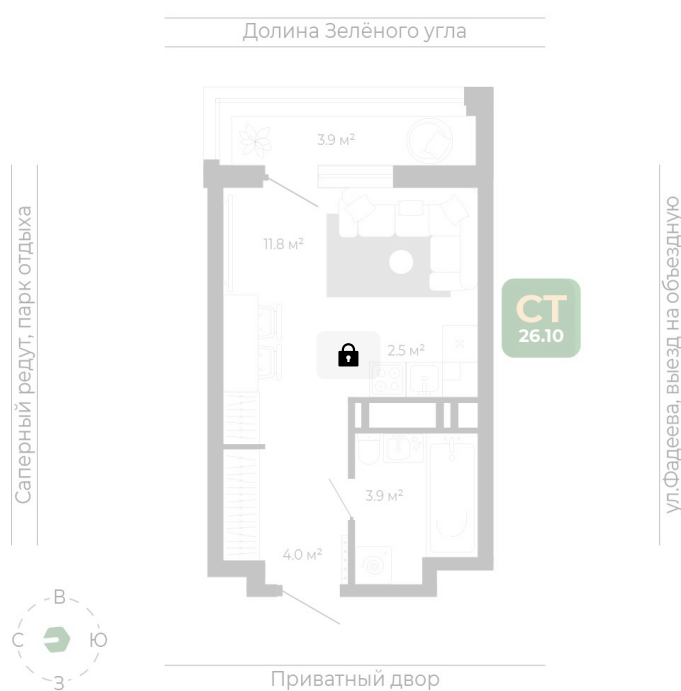 Долина Зелёного угла
3.9 м²
11.8 м²
Саперный редут, парк отдыха
ул.Фадеева, выезд на объездную
СТ
26.10
2.5 м²
3.9 м²
4.0 м²
В
С
Ю
З
Приватный двор